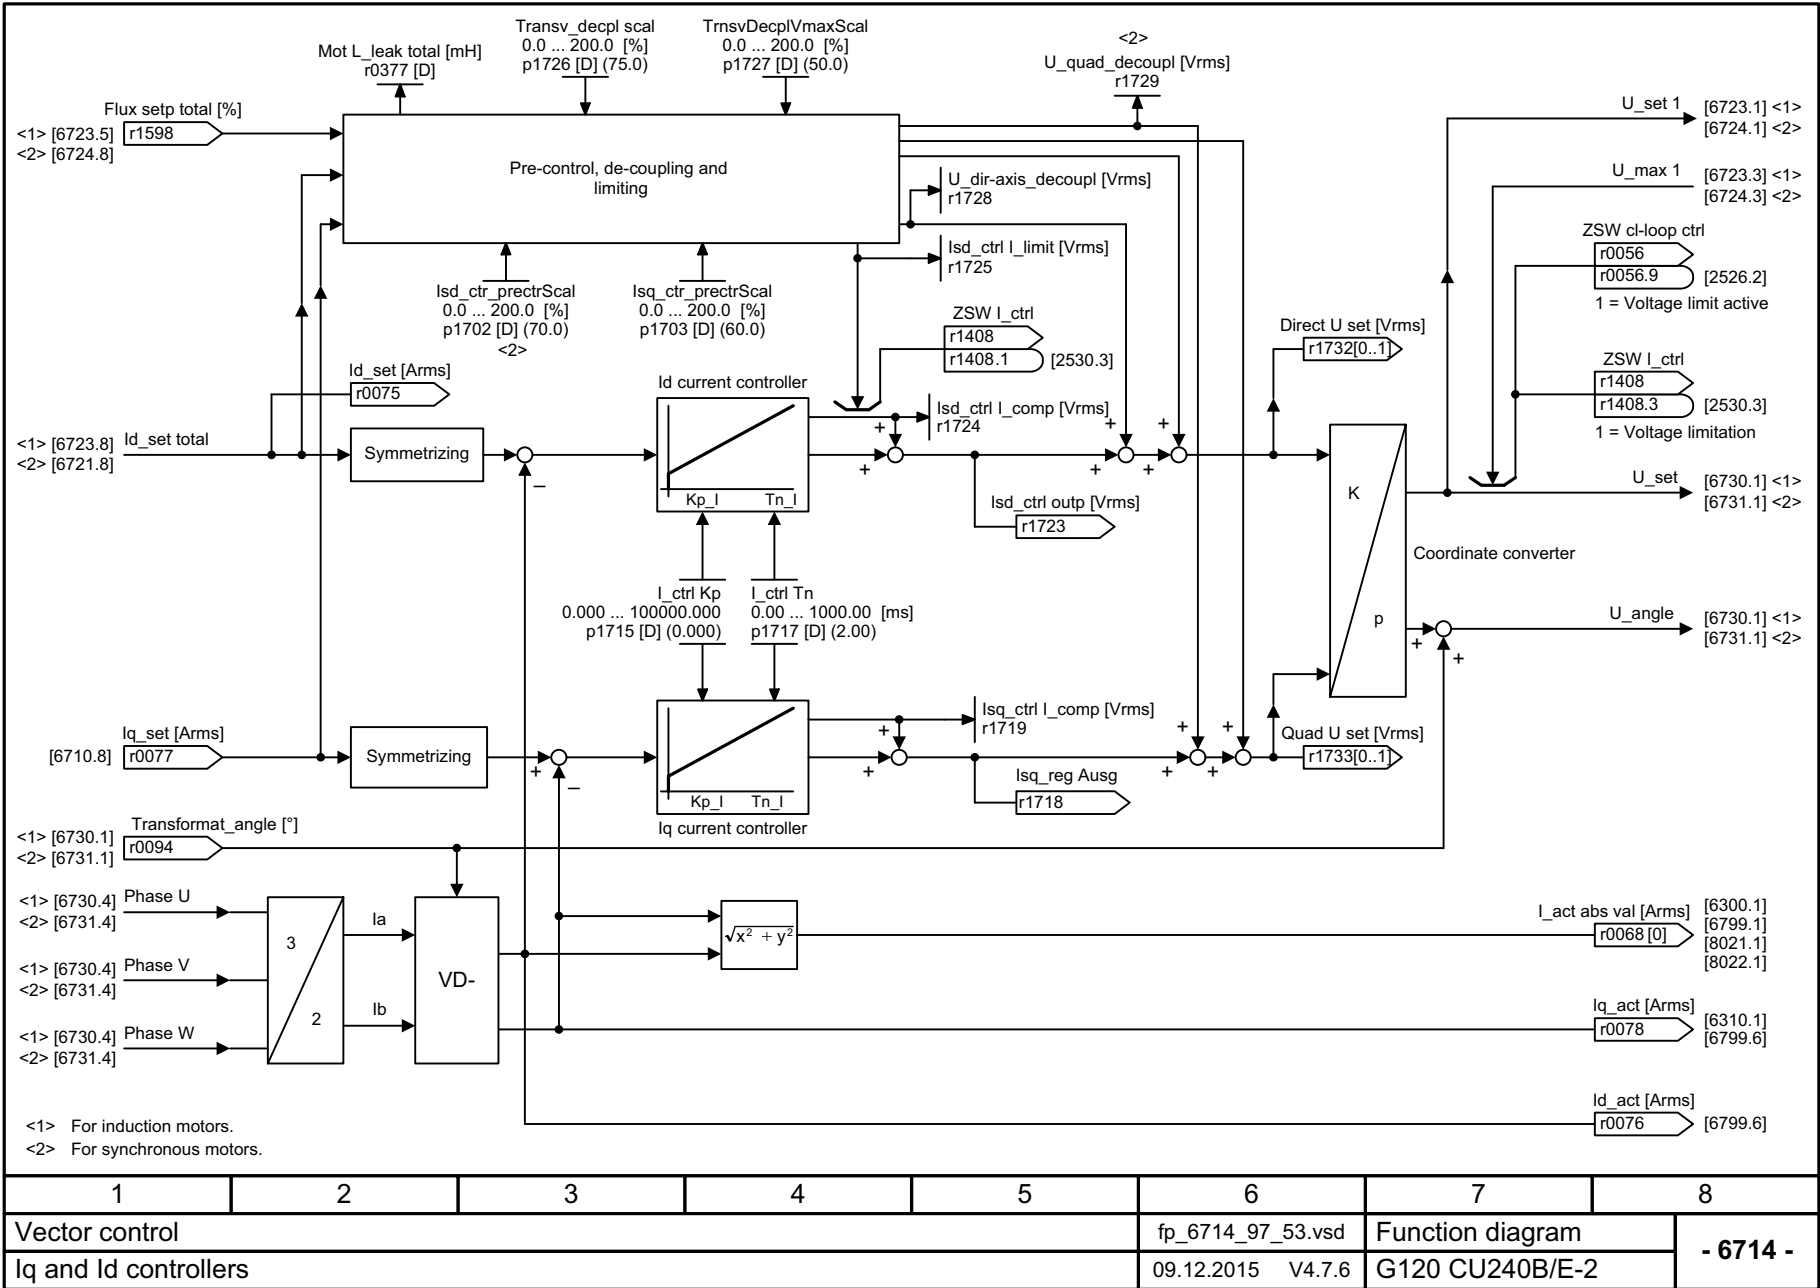 Transv_decpl scal
0.0 ... 200.0 [%]
p1726 [D] (75.0)
TrnsvDecplVmaxScal
0.0 ... 200.0 [%]
p1727 [D] (50.0)
Mot L_leak total [mH]
r0377 [D]
<2>
U_quad_decoupl [Vrms]
r1729
Flux setp total [%]
<1> [6723.5]
<2> [6724.8]
r1598
Pre-control, de-coupling and
limiting
U_set 1
[6723.1] <1>
[6724.1] <2>
U_max 1
[6723.3] <1>
[6724.3] <2>
U_dir-axis_decoupl [Vrms]
r1728
Isd_ctrl I_limit [Vrms]
r1725
ZSW cl-loop ctrl
r0056
r0056.9
[2526.2]
1 = Voltage limit active
Isd_ctr_prectrScal
0.0 ... 200.0 [%]
p1702 [D] (70.0)
<2>
Isq_ctr_prectrScal
0.0 ... 200.0 [%]
p1703 [D] (60.0)
ZSW I_ctrl
r1408
r1408.1
[2530.3]
Direct U set [Vrms]
r1732[0..1]
ZSW I_ctrl
r1408
r1408.3
[2530.3]
1 = Voltage limitation
Id_set [Arms]
r0075
Id current controller
Isd_ctrl I_comp [Vrms]
r1724
<1> [6723.8]
<2> [6721.8]
Id_set total
Symmetrizing
–
Kp_I
Tn_I
+
+
+
+
+
+
Isd_ctrl outp [Vrms]
r1723
K
p
Coordinate converter
U_set
[6730.1] <1>
[6731.1] <2>
I_ctrl Kp
0.000 ... 100000.000
p1715 [D] (0.000)
I_ctrl Tn
0.00 ... 1000.00 [ms]
p1717 [D] (2.00)
U_angle
[6730.1] <1>
[6731.1] <2>
+
+
Iq_set [Arms]
[6710.8]
r0077
Symmetrizing
+
–
Kp_I
Tn_I
Iq current controller
Isq_ctrl I_comp [Vrms]
r1719
+
+
+
+
+
+
Isq_reg Ausg
r1718
Quad U set [Vrms]
r1733[0..1]
Transformat_angle [°]
<1> [6730.1]
<2> [6731.1]
r0094
<1> [6730.4]
<2> [6731.4]
Phase U
<1> [6730.4]
<2> [6731.4]
Phase V
<1> [6730.4]
<2> [6731.4]
Phase W
3
2
Ia
Ib
VD-
√x² + y²
I_act abs val [Arms]
r0068 [0]
[6300.1]
[6799.1]
[8021.1]
[8022.1]
Iq_act [Arms]
r0078
[6310.1]
[6799.6]
Id_act [Arms]
r0076
[6799.6]
<1> For induction motors.
<2> For synchronous motors.
1 2 3 4 5 6 7 8
Vector control
fp_6714_97_53.vsd
Function diagram
- 6714 -
Iq and Id controllers
09.12.2015 V4.7.6
G120 CU240B/E-2